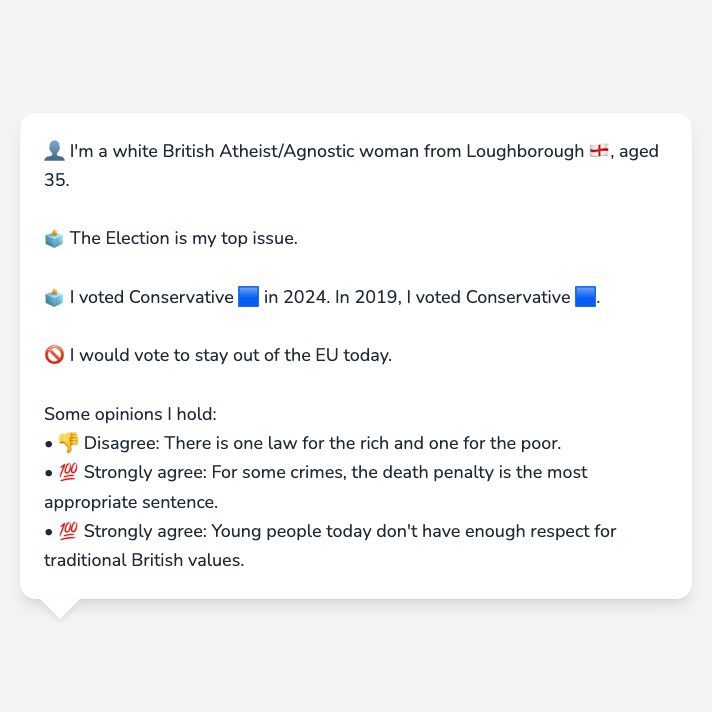 👤 I'm a white British Atheist/Agnostic woman from Loughborough 🏴󠁧󠁢󠁥󠁮󠁧󠁿, aged
35.
🗳️ The Election is my top issue.
🗳️ I voted Conservative 🟦 in 2024. In 2019, I voted Conservative 🟦.
🚫 I would vote to stay out of the EU today.
Some opinions I hold:
• 👎 Disagree: There is one law for the rich and one for the poor.
• 💯 Strongly agree: For some crimes, the death penalty is the most
appropriate sentence.
• 💯 Strongly agree: Young people today don't have enough respect for
traditional British values.